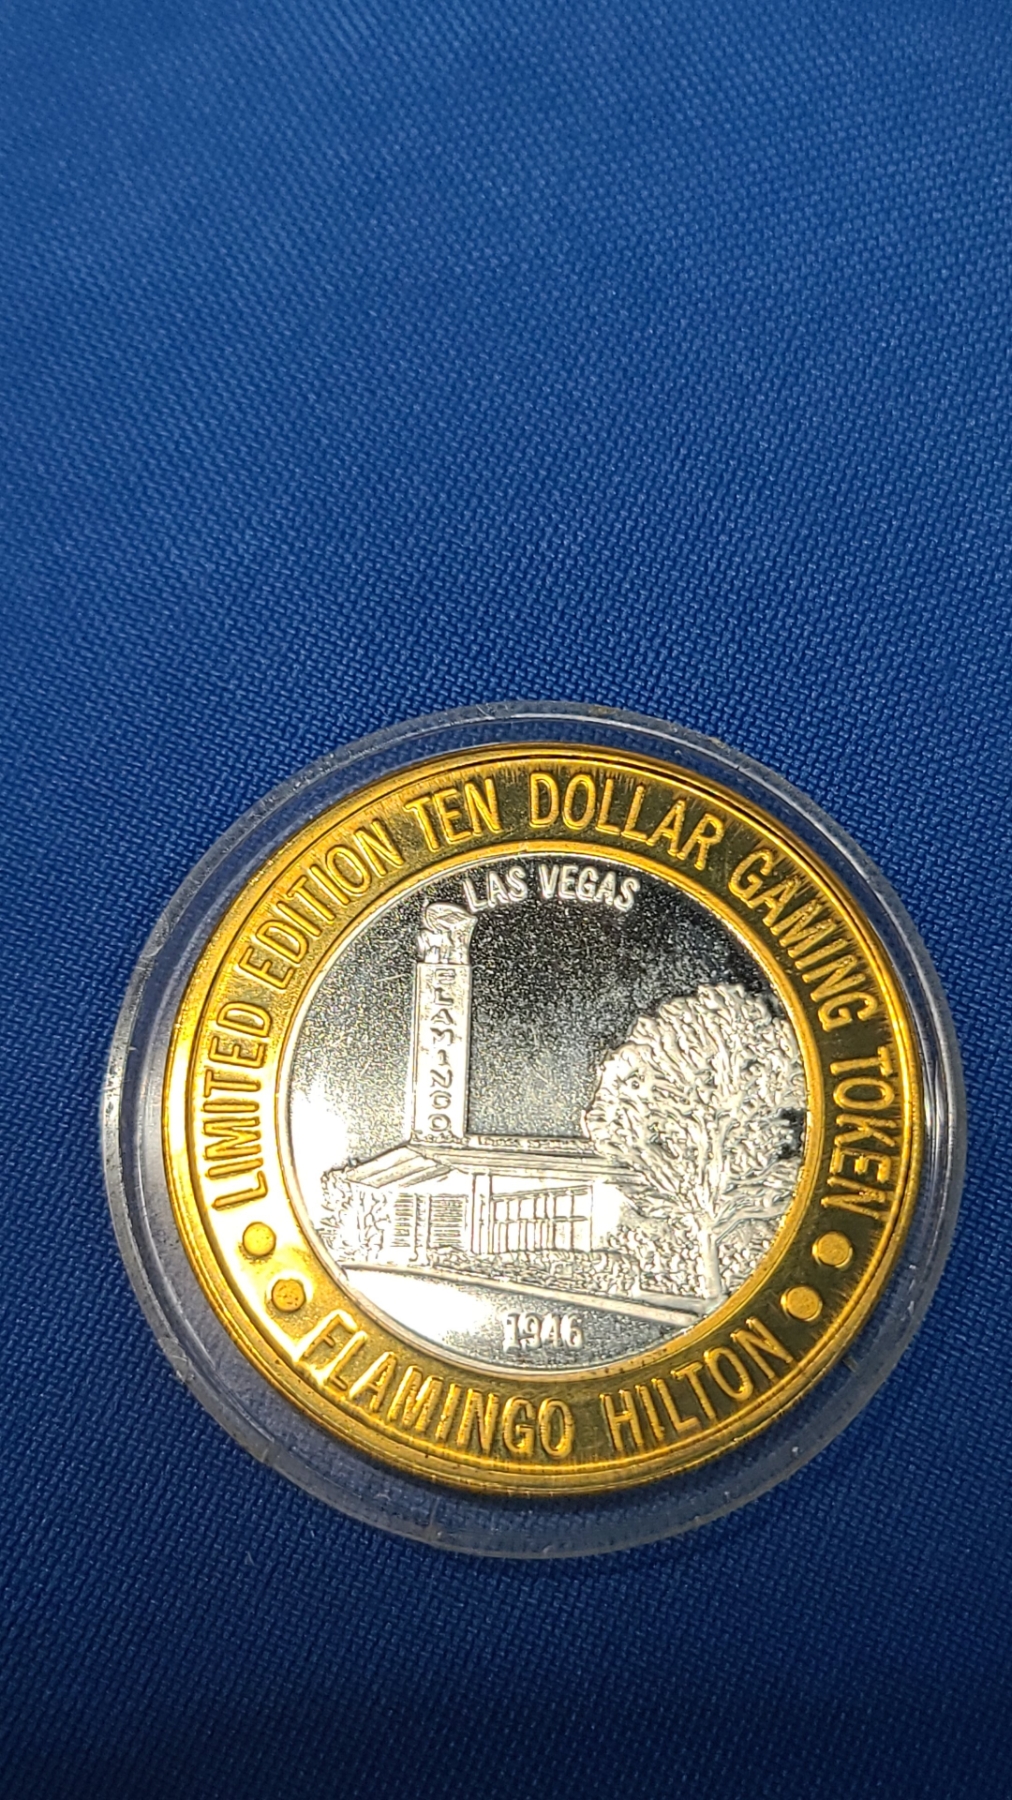 LIMITED EDITION TEN DOLLAR GAMING TOKEN
LAS VEGAS
FLAMINGO
1946
FLAMINGO HILTON